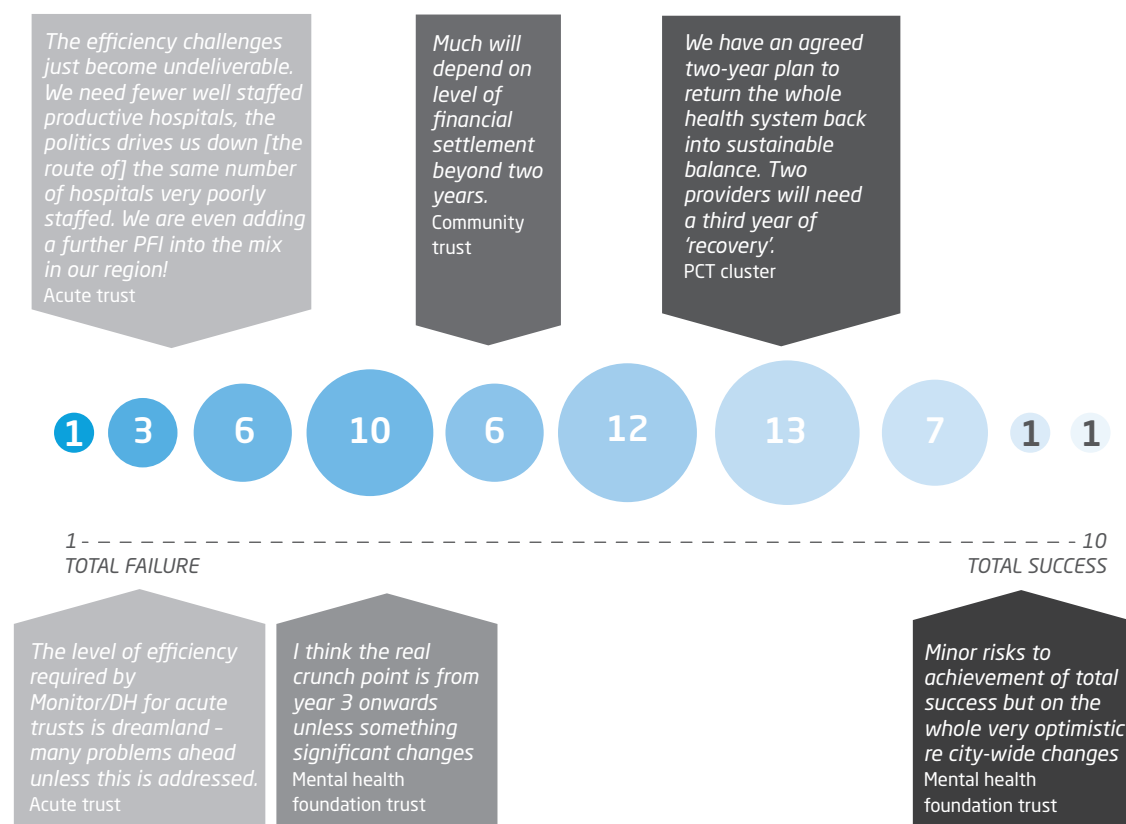 The efficiency challenges
just become undeliverable.
We need fewer well staffed
productive hospitals, the
politics drives us down [the
route of] the same number
of hospitals very poorly
staffed. We are even adding
a further PFI into the mix
in our region!
Acute trust
Much will
depend on
level of
financial
settlement
beyond two
years.
Community
trust
We have an agreed
two-year plan to
return the whole
health system back
into sustainable
balance. Two
providers will need
a third year of
‘recovery’.
PCT cluster
1 3 6 10 6 12 13 7 1 1
1 10
TOTAL FAILURE TOTAL SUCCESS
The level of efficiency
required by
Monitor/DH for acute
trusts is dreamland –
many problems ahead
unless this is addressed.
Acute trust
I think the real
crunch point is from
year 3 onwards
unless something
significant changes
Mental health
foundation trust
Minor risks to
achievement of total
success but on the
whole very optimistic
re city-wide changes
Mental health
foundation trust